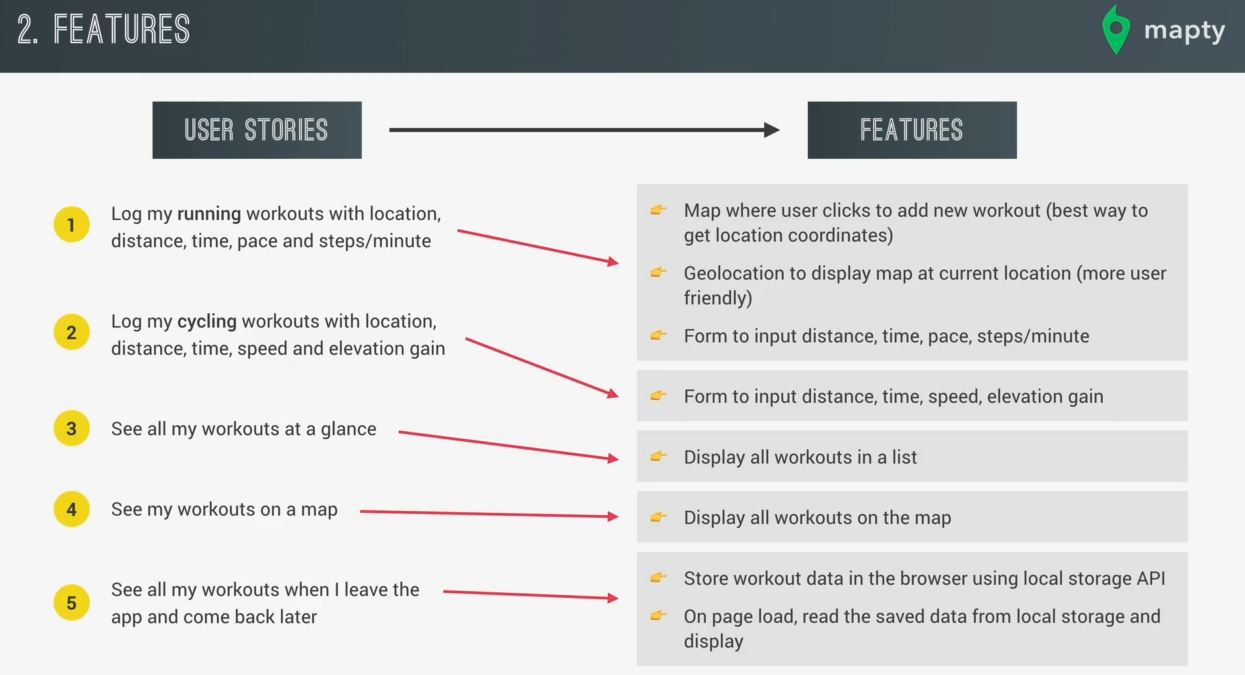 2. FEATURES
mapty
USER STORIES
FEATURES
1
Log my running workouts with location,
distance, time, pace and steps/minute
2
Log my cycling workouts with location,
distance, time, speed and elevation gain
3
See all my workouts at a glance
4
See my workouts on a map
5
See all my workouts when I leave the
app and come back later
👉 Map where user clicks to add new workout (best way to
get location coordinates)
👉 Geolocation to display map at current location (more user
friendly)
👉 Form to input distance, time, pace, steps/minute
👉 Form to input distance, time, speed, elevation gain
👉 Display all workouts in a list
👉 Display all workouts on the map
👉 Store workout data in the browser using local storage API
👉 On page load, read the saved data from local storage and
display